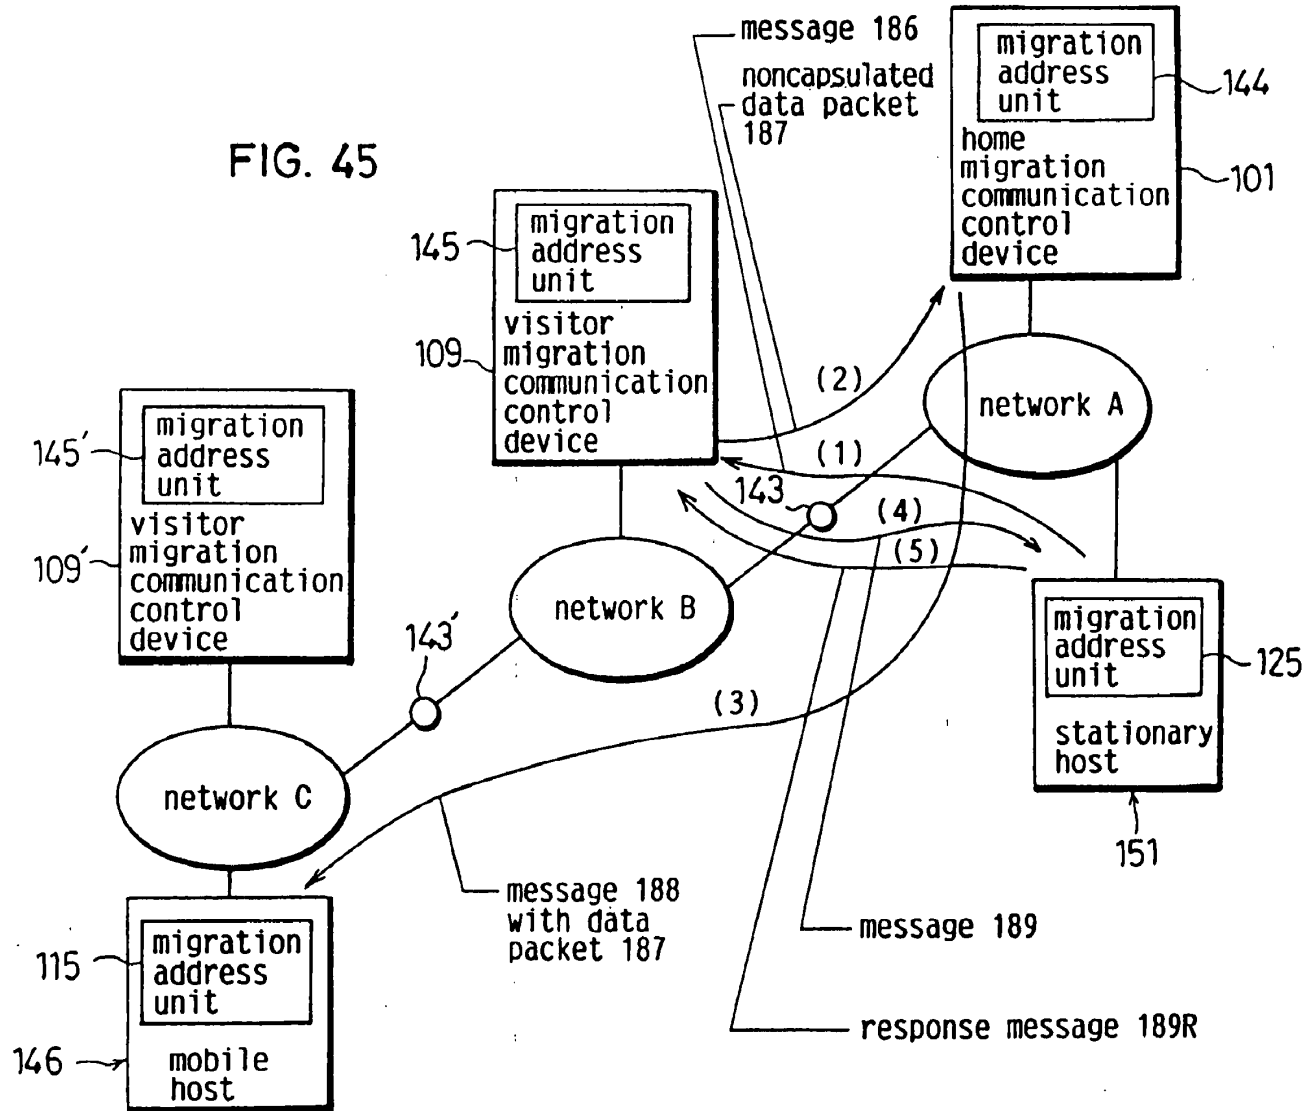 FIG. 45
message 186
noncapsulated
data packet
187
migration
address
unit
144
home
migration
communication
control
device
101
145
migration
address
unit
109
visitor
migration
communication
control
device
(2)
network A
145′
migration
address
unit
109′
visitor
migration
communication
control
device
(1)
143
(4)
(5)
network B
143′
(3)
migration
address
unit
125
stationary
host
151
network C
message 188
with data
packet 187
message 189
response message 189R
115
migration
address
unit
146
mobile
host